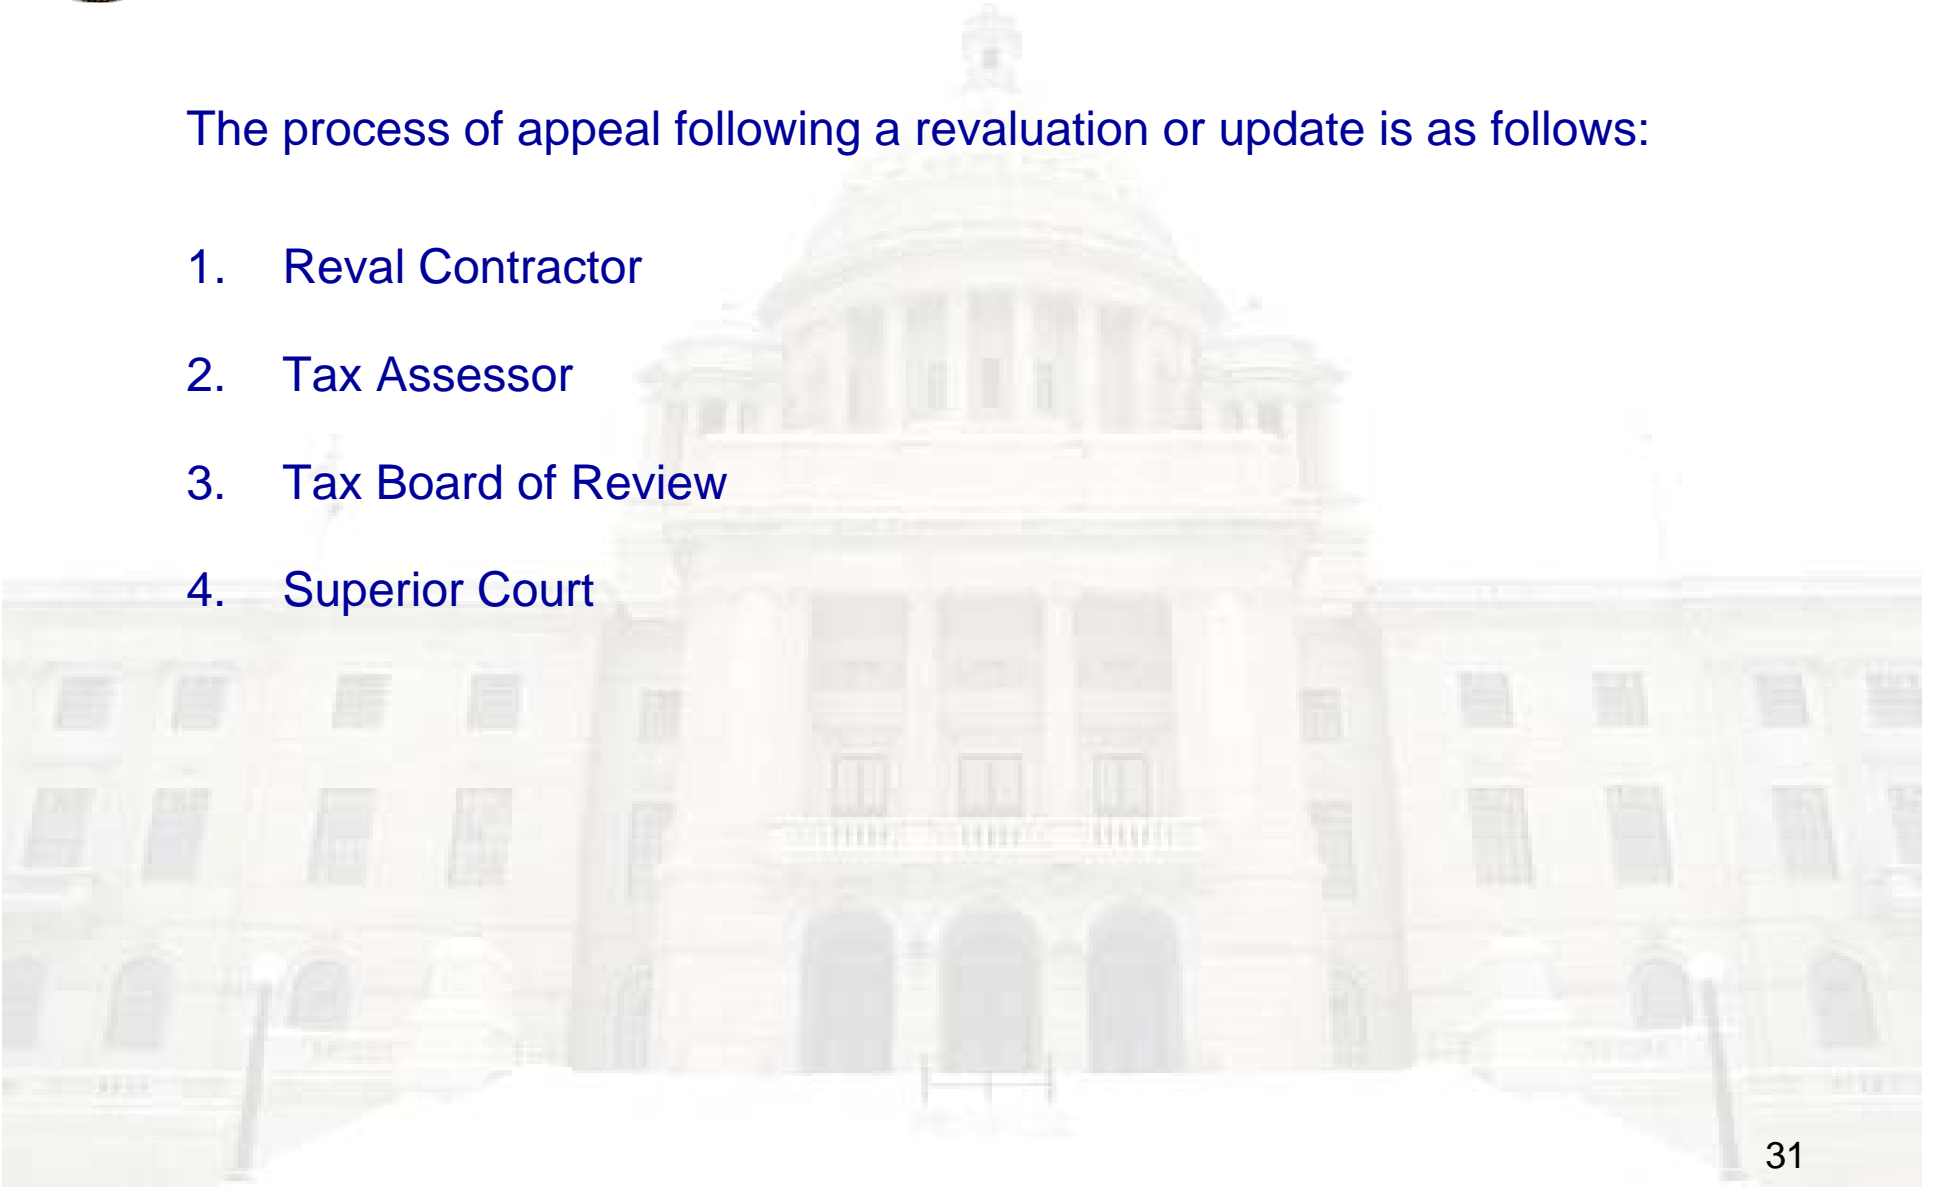 The process of appeal following a revaluation or update is as follows:
1. Reval Contractor
2. Tax Assessor
3. Tax Board of Review
4. Superior Court
31